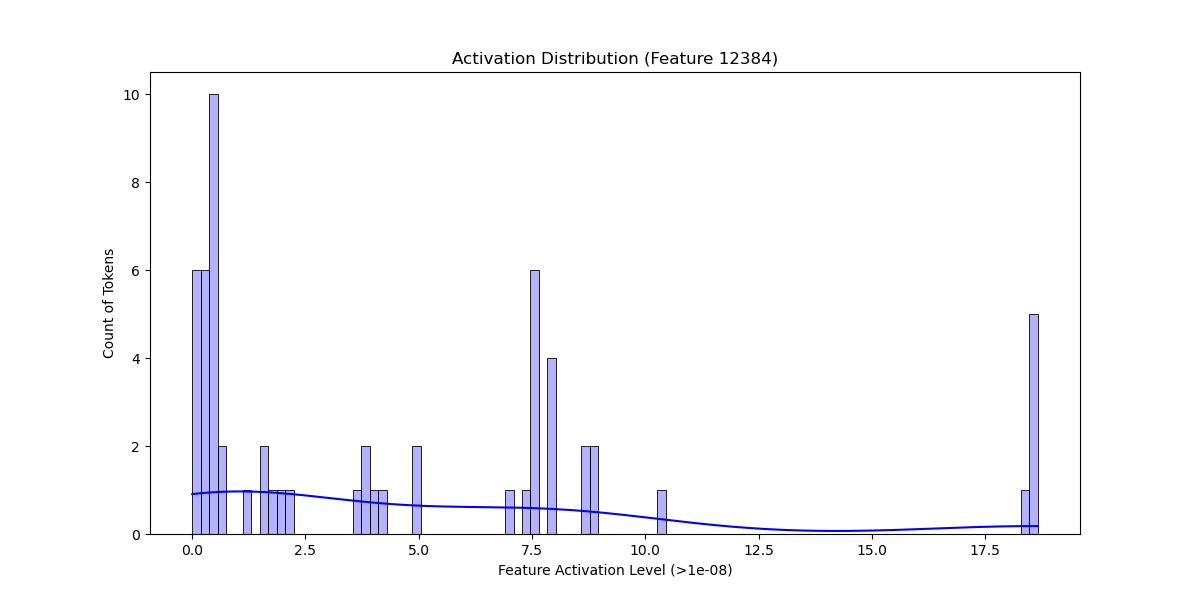 Activation Distribution (Feature 12384)
10
8
6
4
2
0
Count of Tokens
0.0 2.5 5.0 7.5 10.0 12.5 15.0 17.5
Feature Activation Level (>1e-08)